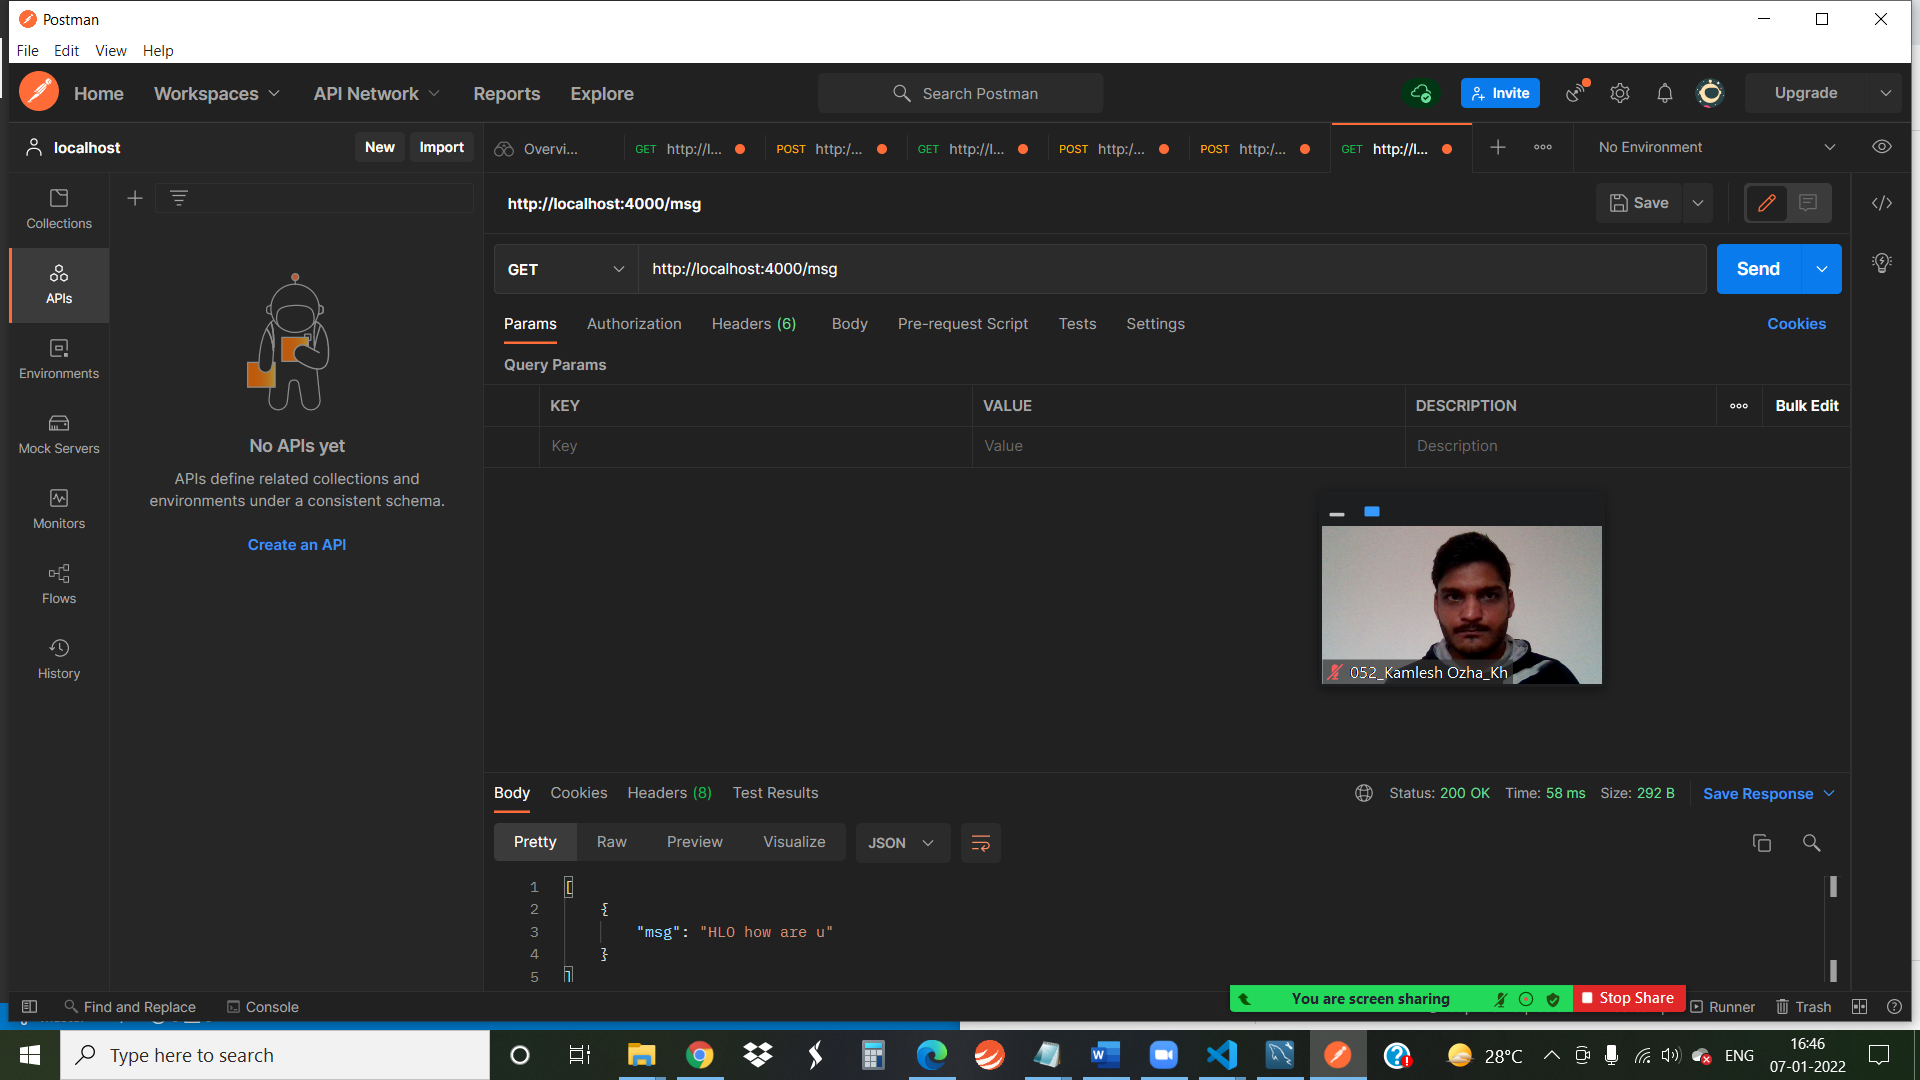 Postman
File Edit View Help
Home Workspaces API Network Reports Explore Search Postman Invite Upgrade
localhost New Import Overvi... GET http://l... POST http:/... GET http://l... POST http:/... POST http:/... GET http://l... No Environment
http://localhost:4000/msg Save
GET http://localhost:4000/msg Send
Params Authorization Headers (6) Body Pre-request Script Tests Settings Cookies
Query Params
KEY VALUE DESCRIPTION Bulk Edit
Key Value Description
Collections
APIs
Environments
Mock Servers
Monitors
Flows
History
No APIs yet
APIs define related collections and
environments under a consistent schema.
Create an API
052_Kamlesh Ozha_Kh
Body Cookies Headers (8) Test Results Status: 200 OK Time: 58 ms Size: 292 B Save Response
Pretty Raw Preview Visualize JSON
1 [
2 {
3 "msg": "HLO how are u"
4 }
5 ]
Find and Replace Console You are screen sharing Stop Share Runner Trash
Type here to search 28°C ENG 16:46
07-01-2022